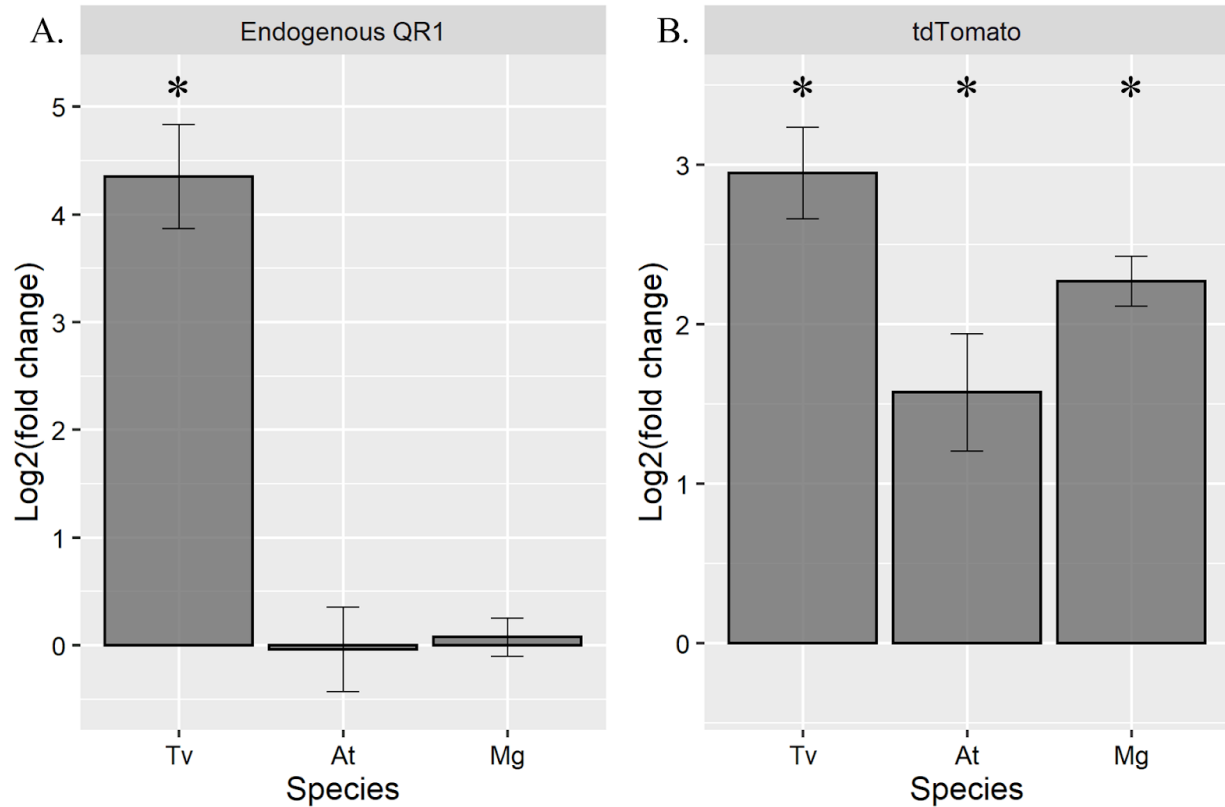 A.
Endogenous QR1
*
5
4
3
2
1
0
Log2(fold change)
Tv At Mg
Species
B.
tdTomato
* * *
3
2
1
0
Log2(fold change)
Tv At Mg
Species